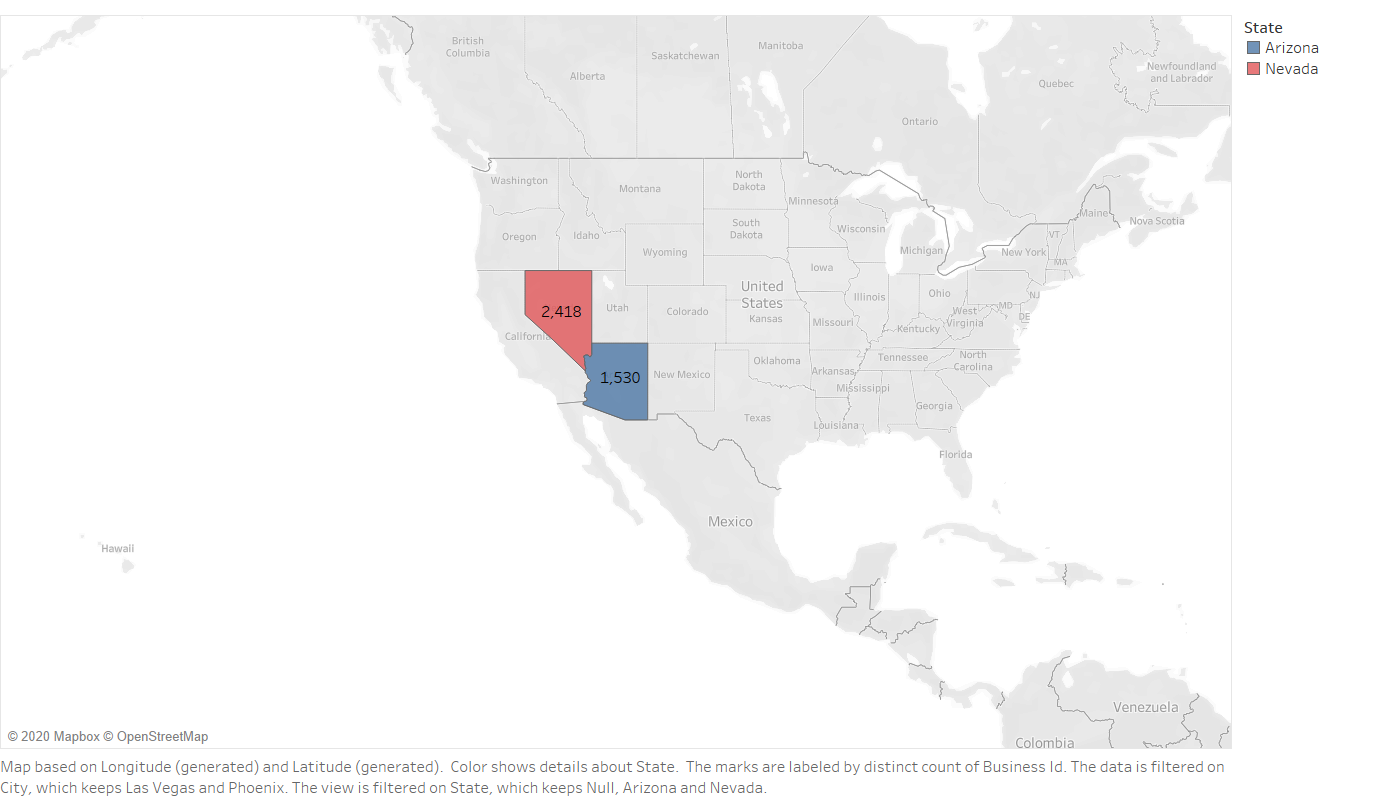 State
Arizona
Nevada
British
Columbia
Alberta
Saskatchewan
Manitoba
Ontario
Quebec
Newfoundland
and Labrador
Washington
Montana
North
Dakota
Minnesota
Maine
Nova Scotia
Oregon
Idaho
South
Dakota
Wisconsin
VT
Wyoming
Michigan
New York
MA
Iowa
United
States
Illinois
Ohio
NJ
2,418
Utah
Colorado
Kansas
Missouri
West
Virginia
MD
DE
Kentucky
California
1,530
New Mexico
Oklahoma
Arkansas
Tennessee
North
Carolina
Mississippi
Georgia
Texas
Louisiana
Florida
Mexico
Hawaii
Venezuela
Colombia
© 2020 Mapbox © OpenStreetMap
Map based on Longitude (generated) and Latitude (generated).  Color shows details about State.  The marks are labeled by distinct count of Business Id. The data is filtered on
City, which keeps Las Vegas and Phoenix. The view is filtered on State, which keeps Null, Arizona and Nevada.